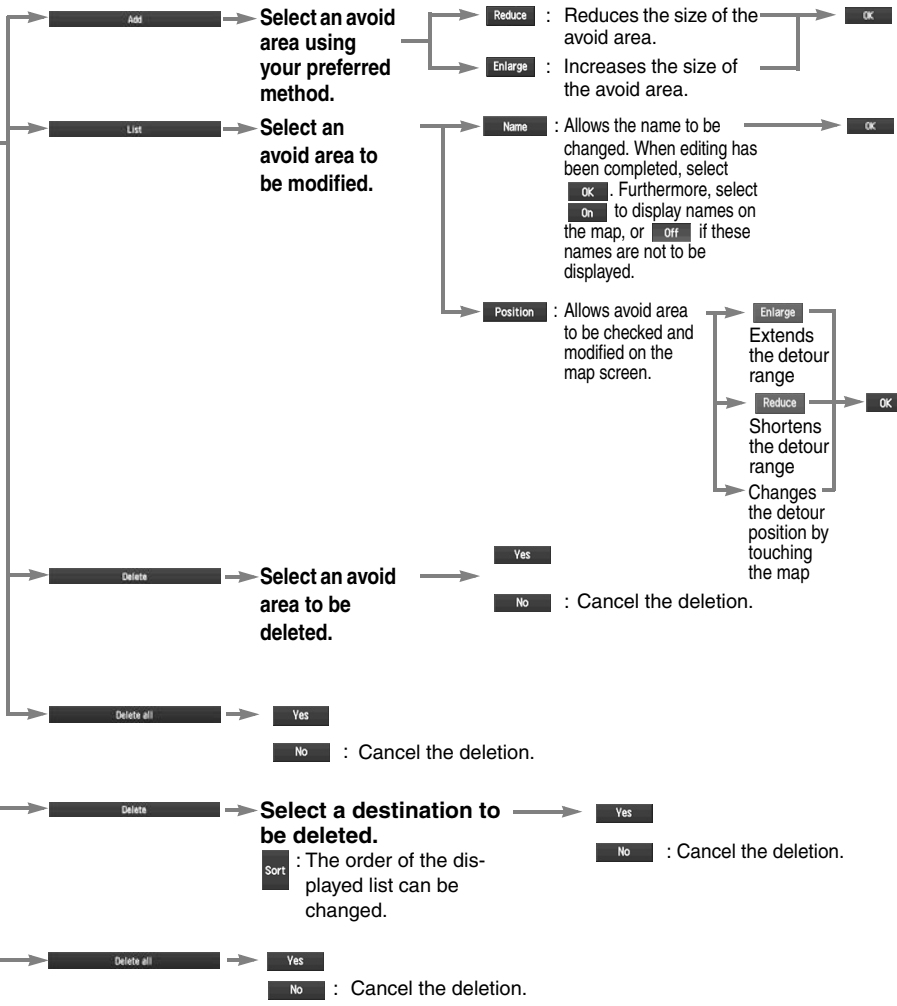 Add
Select an avoid
area using
your preferred
method.
Reduce : Reduces the size of the
avoid area.
OK
Enlarge : Increases the size of
the avoid area.
List
Select an
avoid area to
be modified.
Name : Allows the name to be
changed. When editing has
been completed, select
OK . Furthermore, select
On to display names on
the map, or Off if these
names are not to be
displayed.
OK
Position : Allows avoid area
to be checked and
modified on the
map screen.
Enlarge
Extends
the detour
range
Reduce
Shortens
the detour
range
Changes
the detour
position by
touching
the map
OK
Delete
Select an avoid
area to be
deleted.
Yes
No : Cancel the deletion.
Delete all
Yes
No : Cancel the deletion.
Delete
Select a destination to
be deleted.
Sort : The order of the dis-
played list can be
changed.
Yes
No : Cancel the deletion.
Delete all
Yes
No : Cancel the deletion.